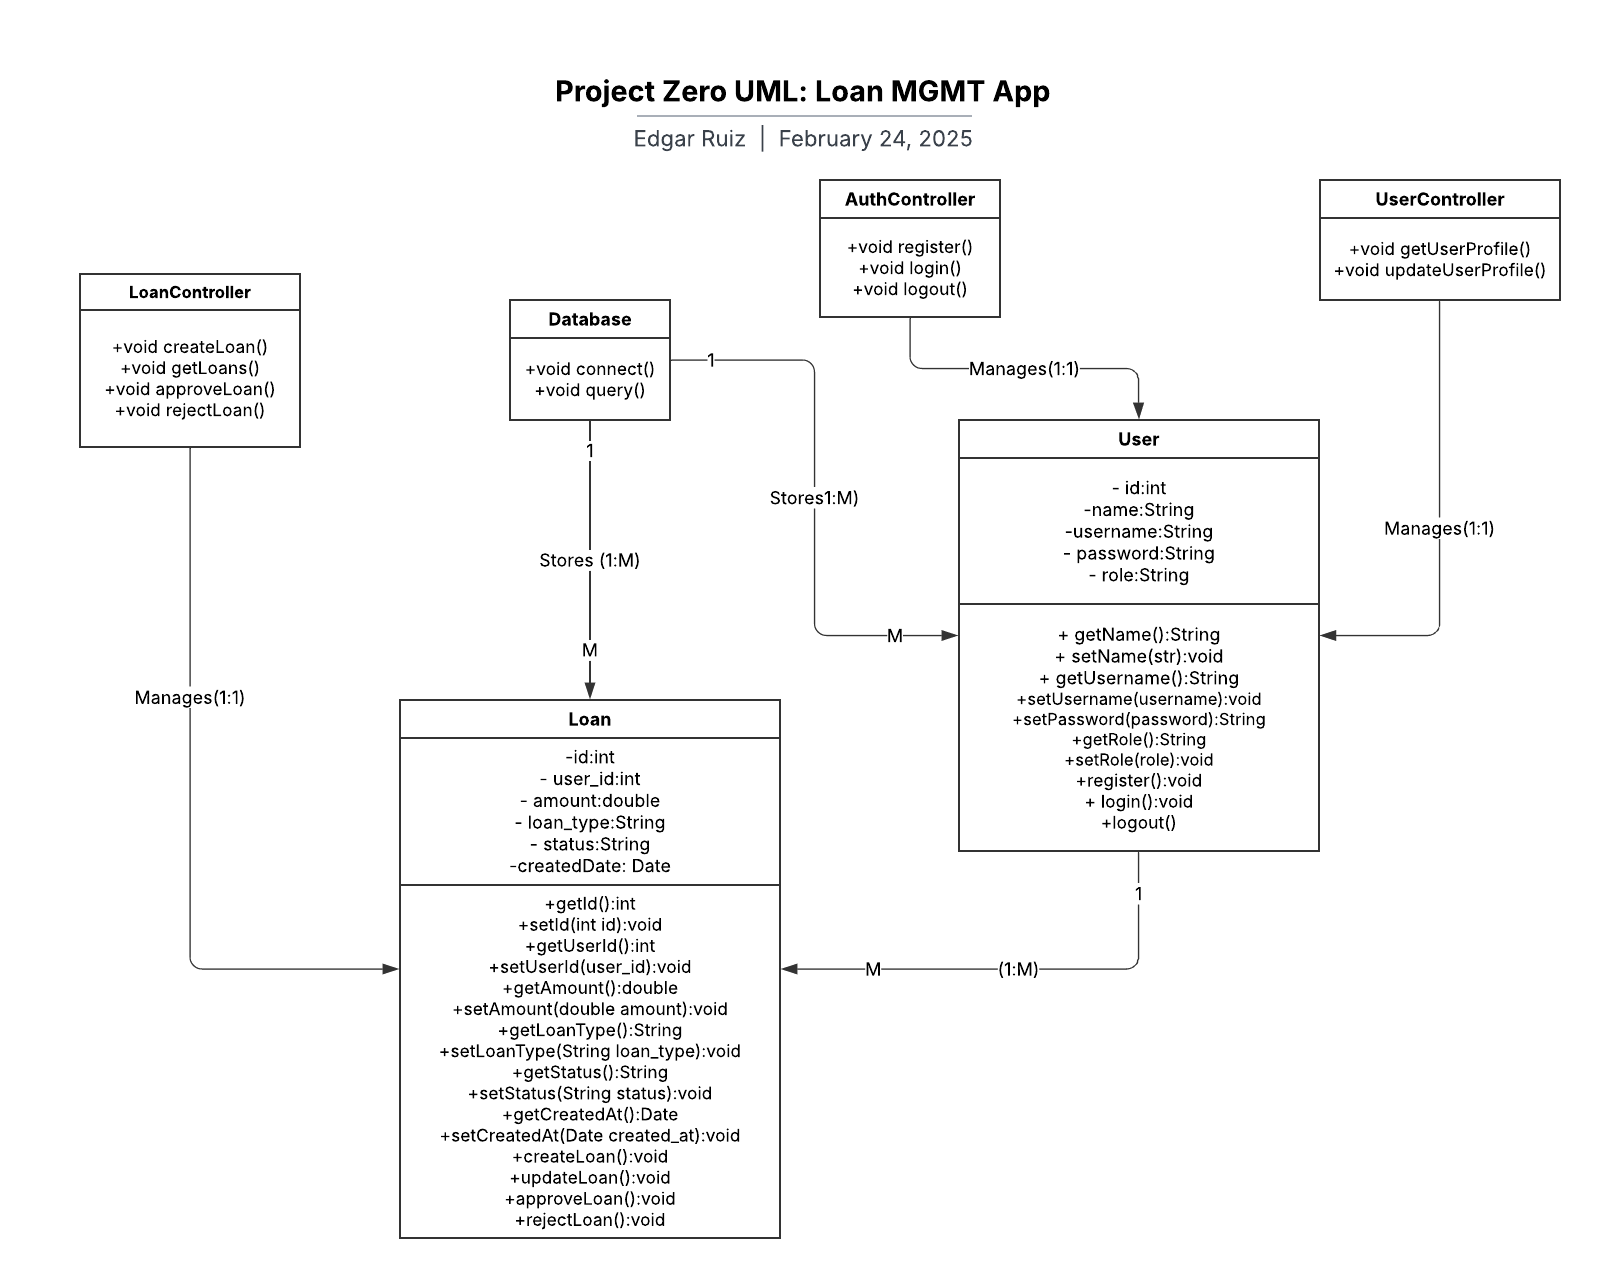 Project Zero UML: Loan MGMT App
Edgar Ruiz | February 24, 2025
AuthController
+void register()
+void login()
+void logout()
UserController
+void getUserProfile()
+void updateUserProfile()
LoanController
+void createLoan()
+void getLoans()
+void approveLoan()
+void rejectLoan()
Database
+void connect()
+void query()
1
Manages(1:1)
1
Stores1:M)
Manages(1:1)
Stores (1:M)
M
M
Manages(1:1)
User
- id:int
-name:String
-username:String
- password:String
- role:String
+ getName():String
+ setName(str):void
+ getUsername():String
+setUsername(username):void
+setPassword(password):String
+getRole():String
+setRole(role):void
+register():void
+ login():void
+logout()
1
M
(1:M)
Loan
-id:int
- user_id:int
- amount:double
- loan_type:String
- status:String
-createdDate: Date
+getId():int
+setId(int id):void
+getUserId():int
+setUserId(user_id):void
+getAmount():double
+setAmount(double amount):void
+getLoanType():String
+setLoanType(String loan_type):void
+getStatus():String
+setStatus(String status):void
+getCreatedAt():Date
+setCreatedAt(Date created_at):void
+createLoan():void
+updateLoan():void
+approveLoan():void
+rejectLoan():void